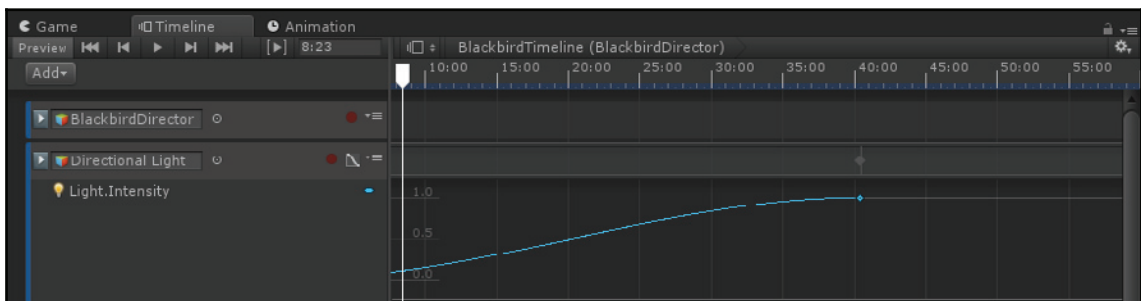 Game Timeline Animation
Preview 8:23 BlackbirdTimeline (BlackbirdDirector)
Add
10:00 15:00 20:00 25:00 30:00 35:00 40:00 45:00 50:00 55:00
BlackbirdDirector
Directional Light
Light.Intensity
1.0
0.5
0.0